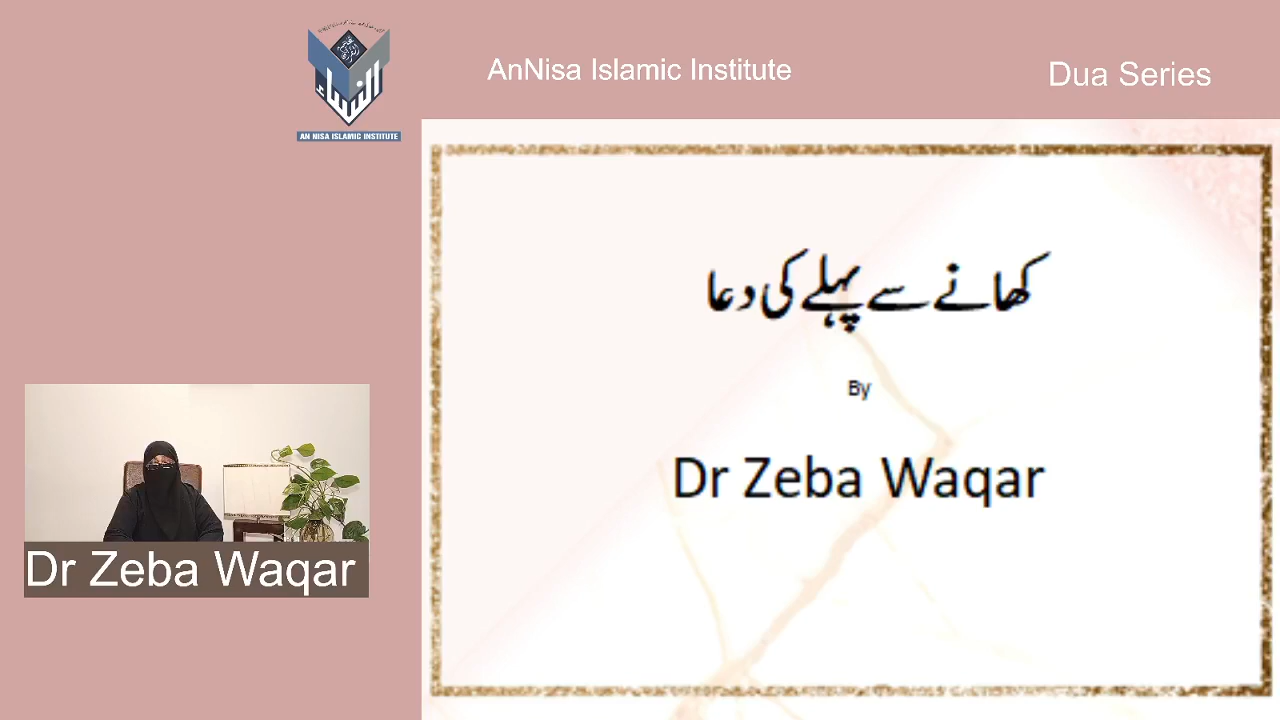 AN NISA ISLAMIC INSTITUTE
AnNisa Islamic Institute
Dua Series
کھانے سے پہلے کی دعا
By
Dr Zeba Waqar
Dr Zeba Waqar